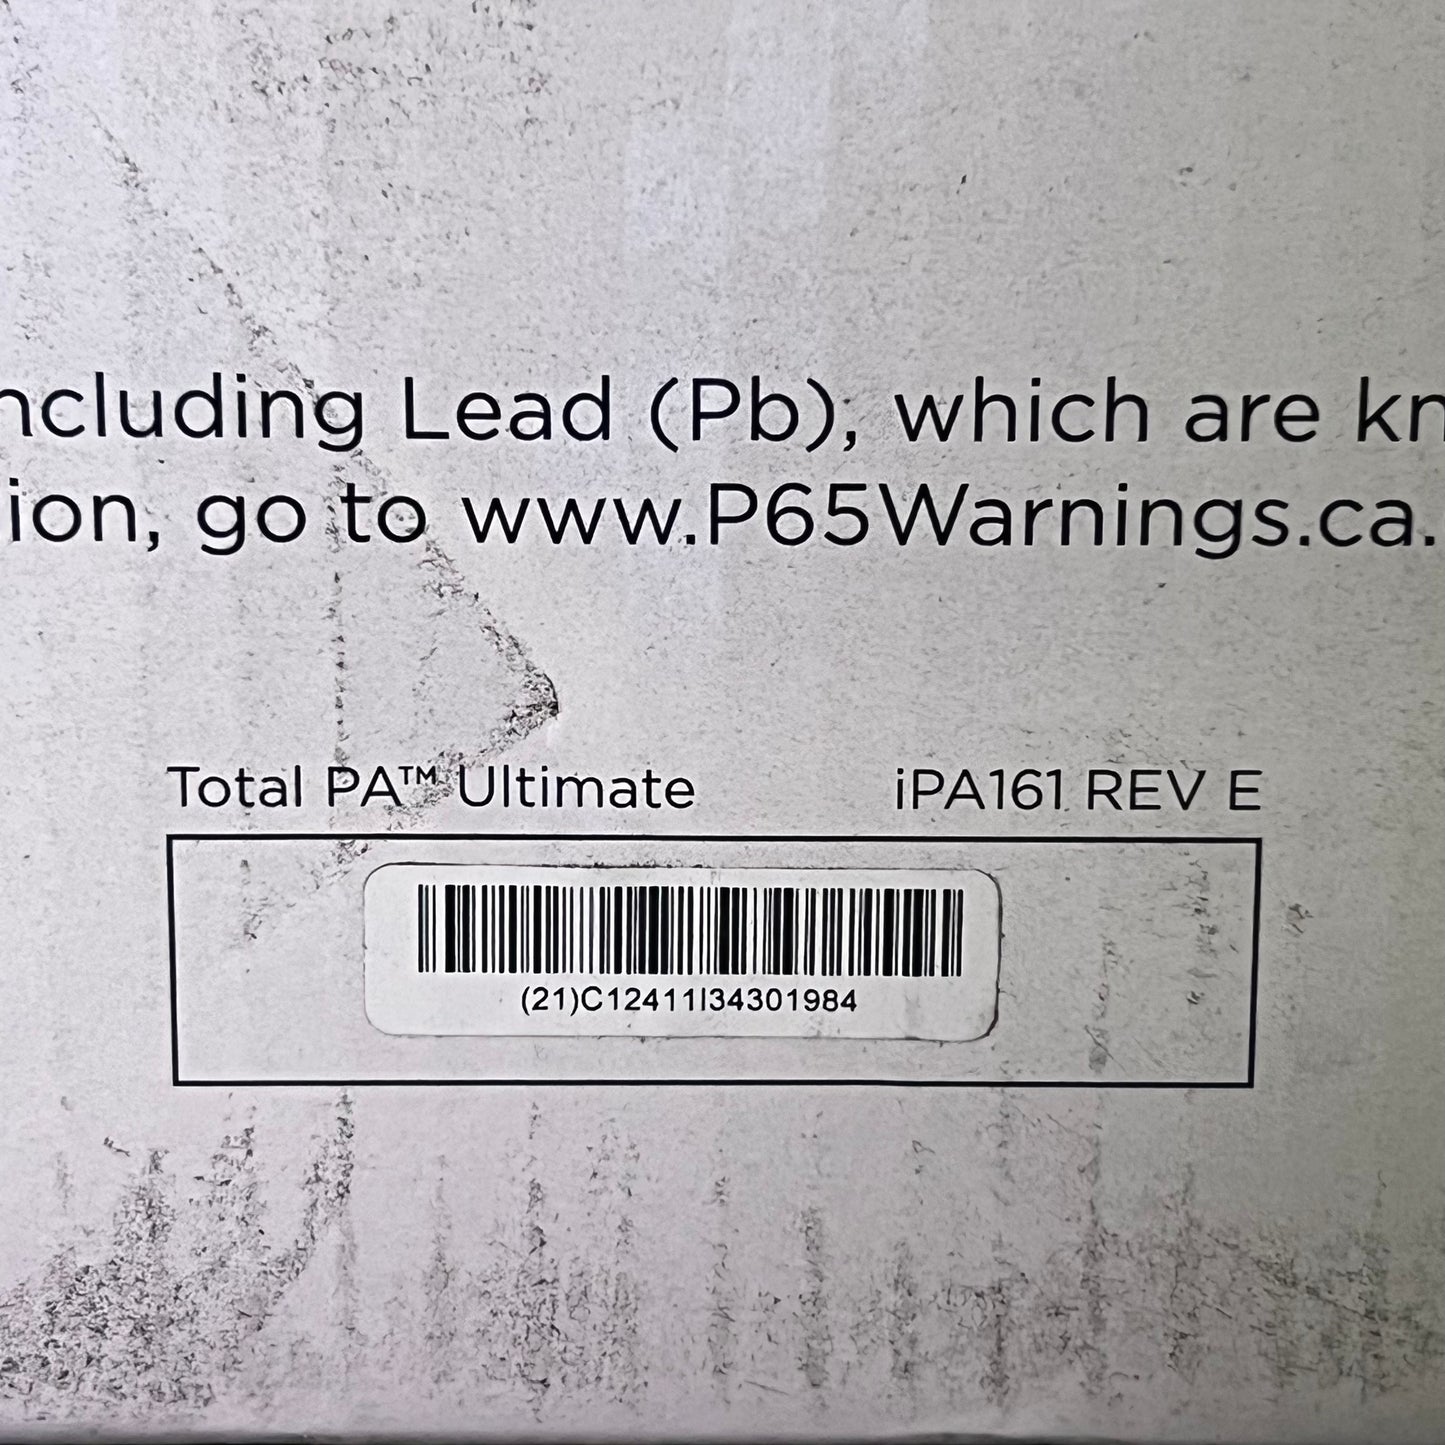 ncluding Lead (Pb), which are kn
ion, go to www.P65Warnings.ca.
Total PA™ Ultimate iPA161 REV E
(21)C12411I34301984